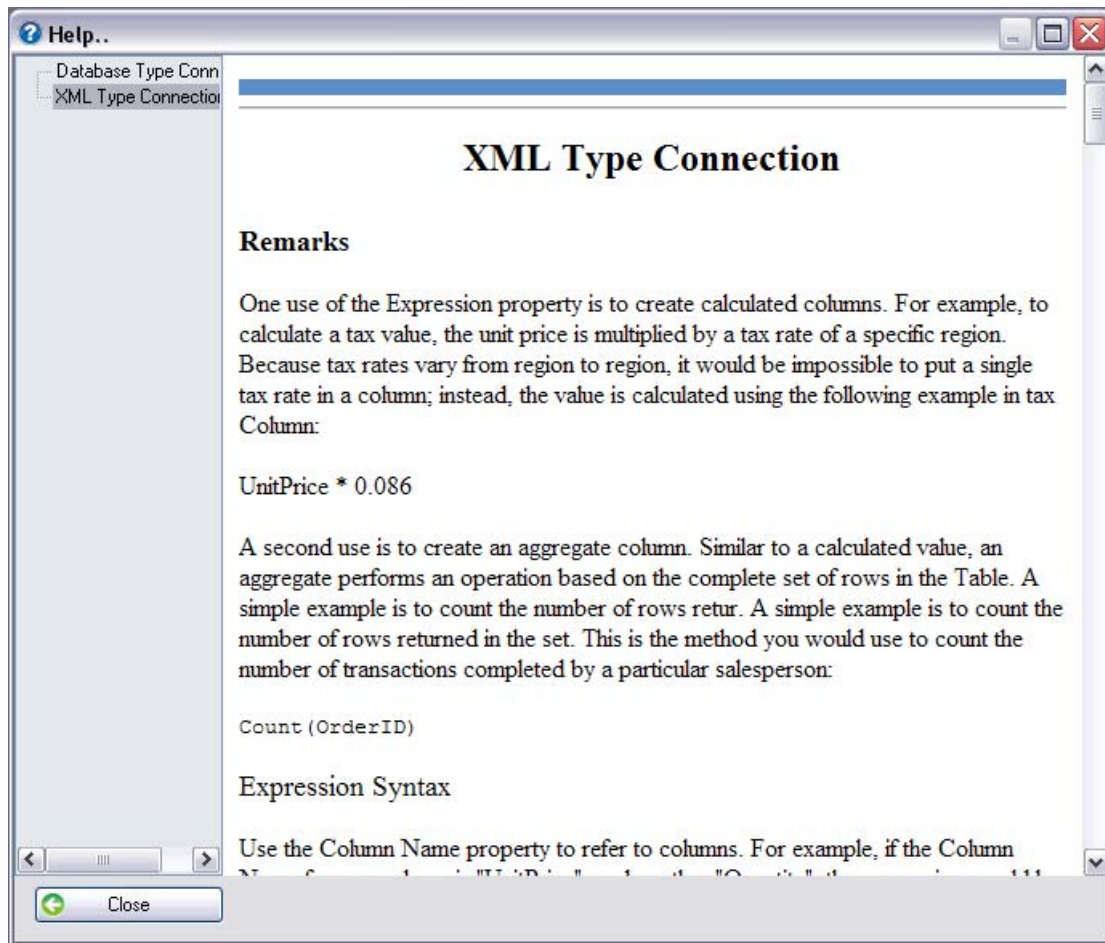 Help..
Database Type Conn
XML Type Connection
XML Type Connection
Remarks
One use of the Expression property is to create calculated columns. For example, to
calculate a tax value, the unit price is multiplied by a tax rate of a specific region.
Because tax rates vary from region to region, it would be impossible to put a single
tax rate in a column; instead, the value is calculated using the following example in tax
Column:
UnitPrice * 0.086
A second use is to create an aggregate column. Similar to a calculated value, an
aggregate performs an operation based on the complete set of rows in the Table. A
simple example is to count the number of rows retur. A simple example is to count the
number of rows returned in the set. This is the method you would use to count the
number of transactions completed by a particular salesperson:
Count(OrderID)
Expression Syntax
Use the Column Name property to refer to columns. For example, if the Column
Close